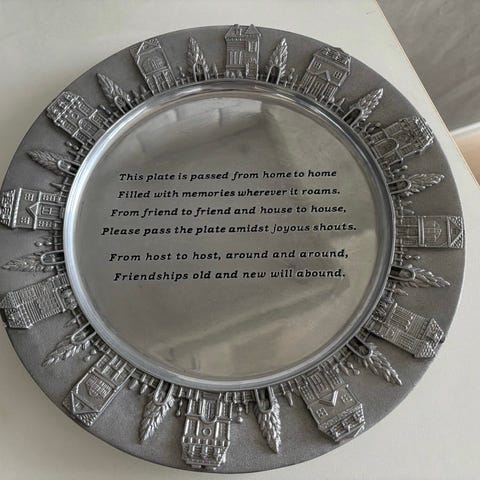 This plate is passed from home to home
Filled with memories wherever it roams.
From friend to friend and house to house,
Please pass the plate amidst joyous shouts.
From host to host, around and around,
Friendships old and new will abound.